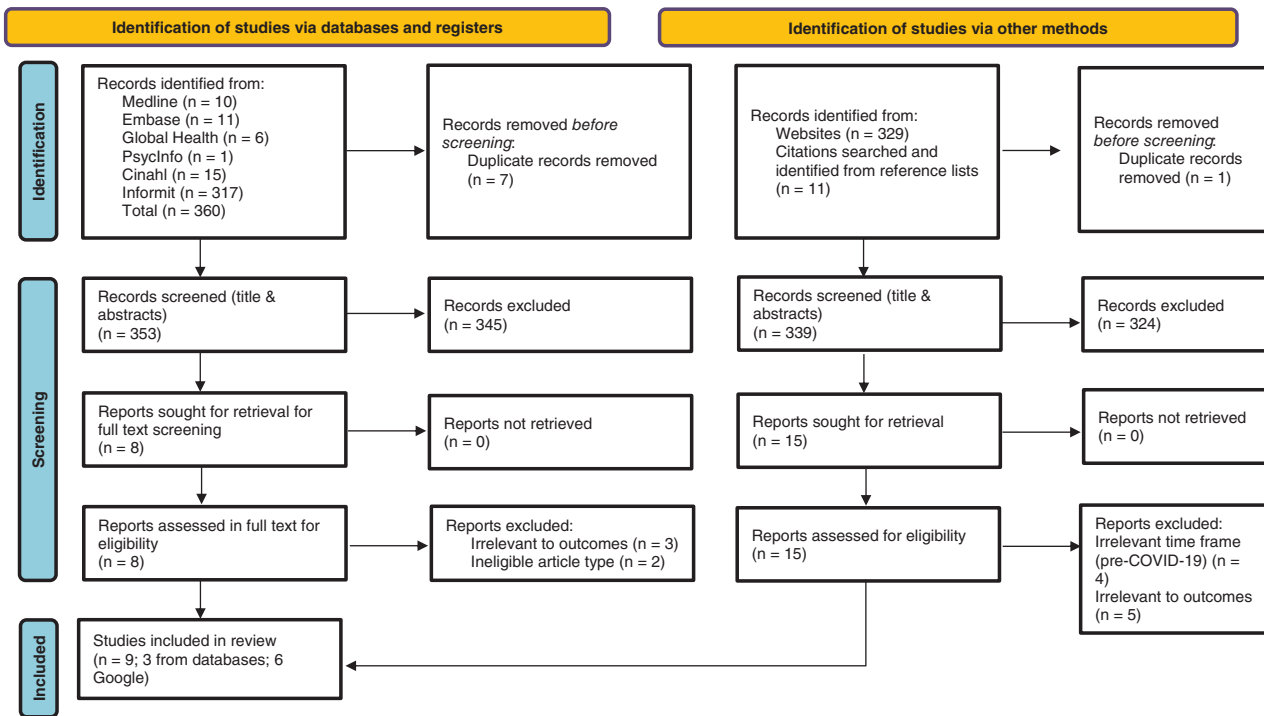 Identification of studies via databases and registers
Identification of studies via other methods
Identification
Records identified from:
Medline (n = 10)
Embase (n = 11)
Global Health (n = 6)
PsycInfo (n = 1)
Cinahl (n = 15)
Informit (n = 317)
Total (n = 360)
Records removed before
screening:
Duplicate records removed
(n = 7)
Records identified from:
Websites (n = 329)
Citations searched and
identified from reference lists
(n = 11)
Records removed
before screening:
Duplicate records
removed (n = 1)
Screening
Records screened (title &
abstracts)
(n = 353)
Records excluded
(n = 345)
Records screened (title &
abstracts)
(n = 339)
Records excluded
(n = 324)
Reports sought for retrieval for
full text screening
(n = 8)
Reports not retrieved
(n = 0)
Reports sought for retrieval
(n = 15)
Reports not retrieved
(n = 0)
Reports assessed in full text for
eligibility
(n = 8)
Reports excluded:
Irrelevant to outcomes (n = 3)
Ineligible article type (n = 2)
Reports assessed for eligibility
(n = 15)
Reports excluded:
Irrelevant time frame
(pre-COVID-19) (n =
4)
Irrelevant to outcomes
(n = 5)
Included
Studies included in review
(n = 9; 3 from databases; 6
Google)